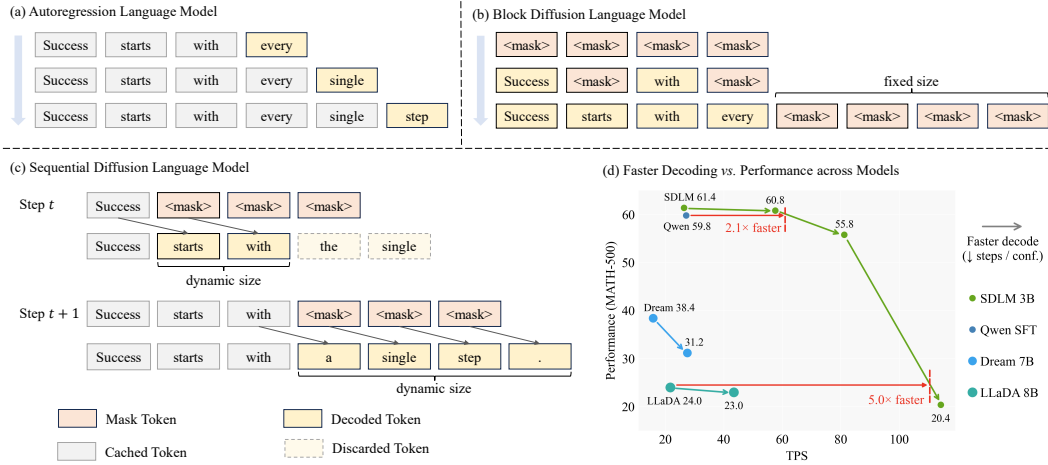 (a) Autoregression Language Model
Success starts with every
Success starts with every single
Success starts with every single step
(b) Block Diffusion Language Model
<mask> <mask> <mask> <mask>
Success <mask> with <mask>
fixed size
Success starts with every <mask> <mask> <mask> <mask>
(c) Sequential Diffusion Language Model
Step t
Success <mask> <mask> <mask>
Success starts with the single
dynamic size
Step t + 1
Success starts with <mask> <mask> <mask>
Success starts with a single step .
dynamic size
Mask Token
Decoded Token
Cached Token
Discarded Token
(d) Faster Decoding vs. Performance across Models
Performance (MATH-500)
60
50
40
30
20
20 40 60 80 100
TPS
SDLM 61.4
60.8
Qwen 59.8
2.1× faster
55.8
Dream 38.4
31.2
LLaDA 24.0
23.0
5.0× faster
20.4
Faster decode
(↓ steps / conf.)
SDLM 3B
Qwen SFT
Dream 7B
LLaDA 8B